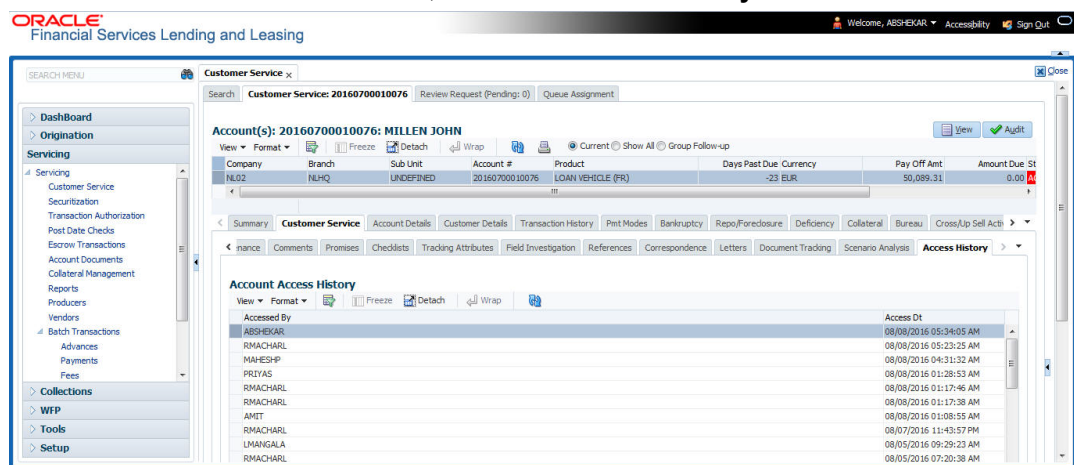 ORACLE
Financial Services Lending and Leasing
Welcome, ABSHEKAR Accessibility Sign Out
SEARCH MENU
Customer Service x
Close
Search Customer Service: 20160700010076 Review Request (Pending: 0) Queue Assignment
DashBoard
Origination
Servicing
Servicing
Customer Service
Securitization
Transaction Authorization
Post Date Checks
Escrow Transactions
Account Documents
Collateral Management
Reports
Producers
Vendors
Batch Transactions
Advances
Payments
Fees
Collections
WFP
Tools
Setup
Account(s): 20160700010076: MILLEN JOHN
View Audit
View Format Freeze Detach Wrap Current Show All Group Follow-up
Company Branch Sub Unit Account # Product Days Past Due Currency Pay Off Amt Amount Due St
NL02 NLHQ UNDEFINED 20160700010076 LOAN VEHICLE (FR) -23 EUR 50,089.31 0.00
Summary Customer Service Account Details Customer Details Transaction History Pmt Modes Bankruptcy Repo/Foreclosure Deficiency Collateral Bureau Cross/Up Sell Activ
nance Comments Promises Checklists Tracking Attributes Field Investigation References Correspondence Letters Document Tracking Scenario Analysis Access History
Account Access History
View Format Freeze Detach Wrap
Accessed By Access Dt
ABSHEKAR 08/08/2016 05:34:05 AM
RMACHARL 08/08/2016 05:23:25 AM
MAHESHP 08/08/2016 04:31:32 AM
PRIYAS 08/08/2016 01:28:53 AM
RMACHARL 08/08/2016 01:17:46 AM
RMACHARL 08/08/2016 01:17:38 AM
AMIT 08/08/2016 01:08:55 AM
RMACHARL 08/07/2016 11:43:57 PM
LMANGALA 08/05/2016 09:29:23 AM
RMACHARL 08/05/2016 07:20:38 AM